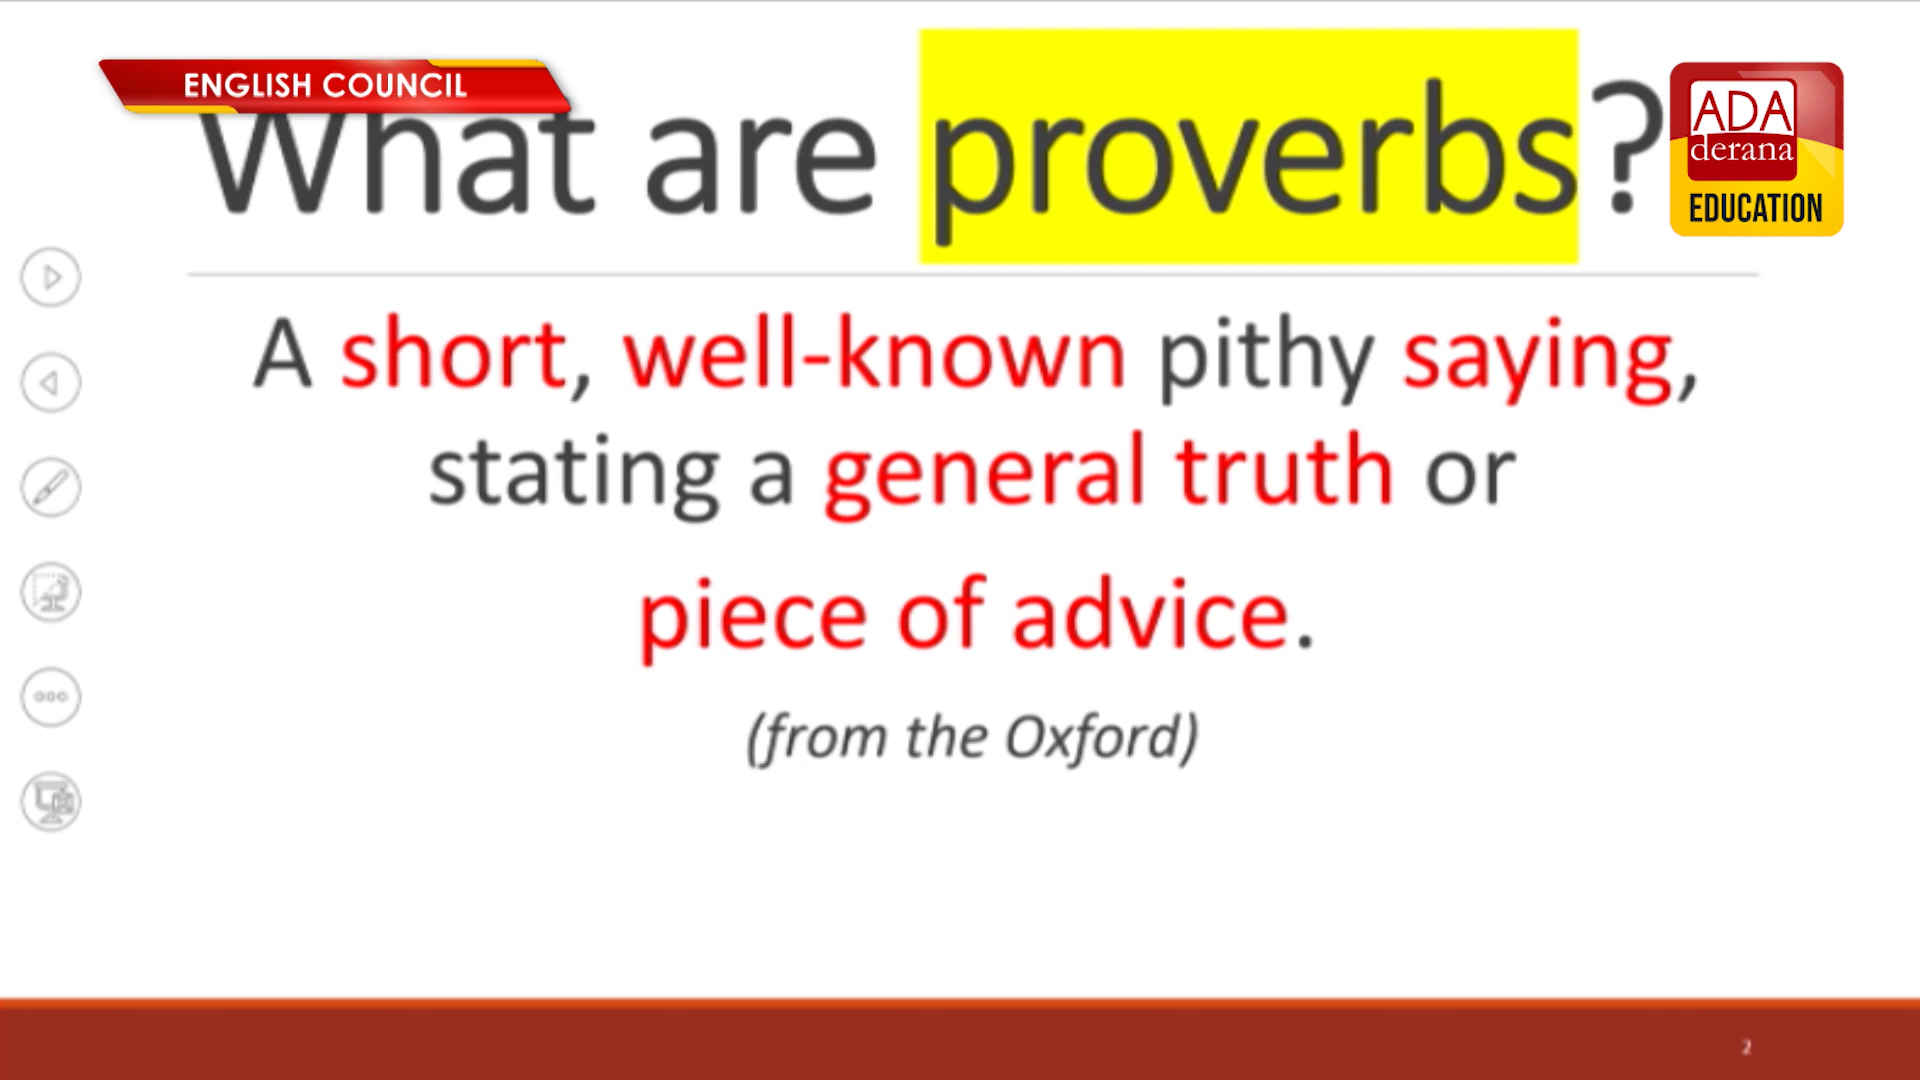 ENGLISH COUNCIL
What are proverbs?
ADA
derana
EDUCATION
A short, well-known pithy saying,
stating a general truth or
piece of advice.
(from the Oxford)
2